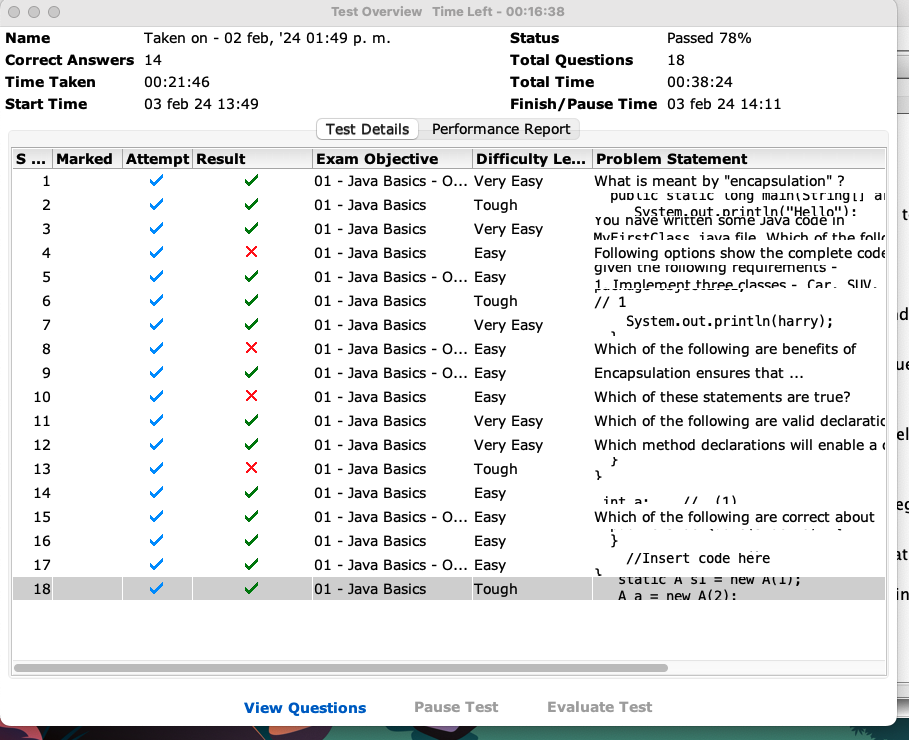 Test Overview Time Left - 00:16:38
Name Taken on - 02 feb, '24 01:49 p. m. Status Passed 78%
Correct Answers 14 Total Questions 18
Time Taken 00:21:46 Total Time 00:38:24
Start Time 03 feb 24 13:49 Finish/Pause Time 03 feb 24 14:11
Test Details Performance Report
S ... Marked Attempt Result Exam Objective Difficulty Le... Problem Statement
1 01 - Java Basics - O... Very Easy What is meant by "encapsulation" ?
2 01 - Java Basics Tough public static long main(String[] ar
System.out.println("Hello");
3 01 - Java Basics Very Easy You have written some Java code in
MyFirstClass.java file. Which of the follo
4 01 - Java Basics Easy Following options show the complete code
5 01 - Java Basics - O... Easy given the following requirements -
1. Implement three classes - Car, SUV,
6 01 - Java Basics Tough // 1
7 01 - Java Basics Very Easy System.out.println(harry);
}
8 01 - Java Basics - O... Easy Which of the following are benefits of
9 01 - Java Basics - O... Easy Encapsulation ensures that ...
10 01 - Java Basics Easy Which of these statements are true?
11 01 - Java Basics Very Easy Which of the following are valid declaratio
12 01 - Java Basics Very Easy Which method declarations will enable a c
13 01 - Java Basics Tough }
}
14 01 - Java Basics Easy int a; // (1)
15 01 - Java Basics - O... Easy Which of the following are correct about
16 01 - Java Basics Easy }
17 01 - Java Basics - O... Easy //Insert code here
}
18 01 - Java Basics Tough static A s1 = new A(1);
A a = new A(2);
View Questions Pause Test Evaluate Test